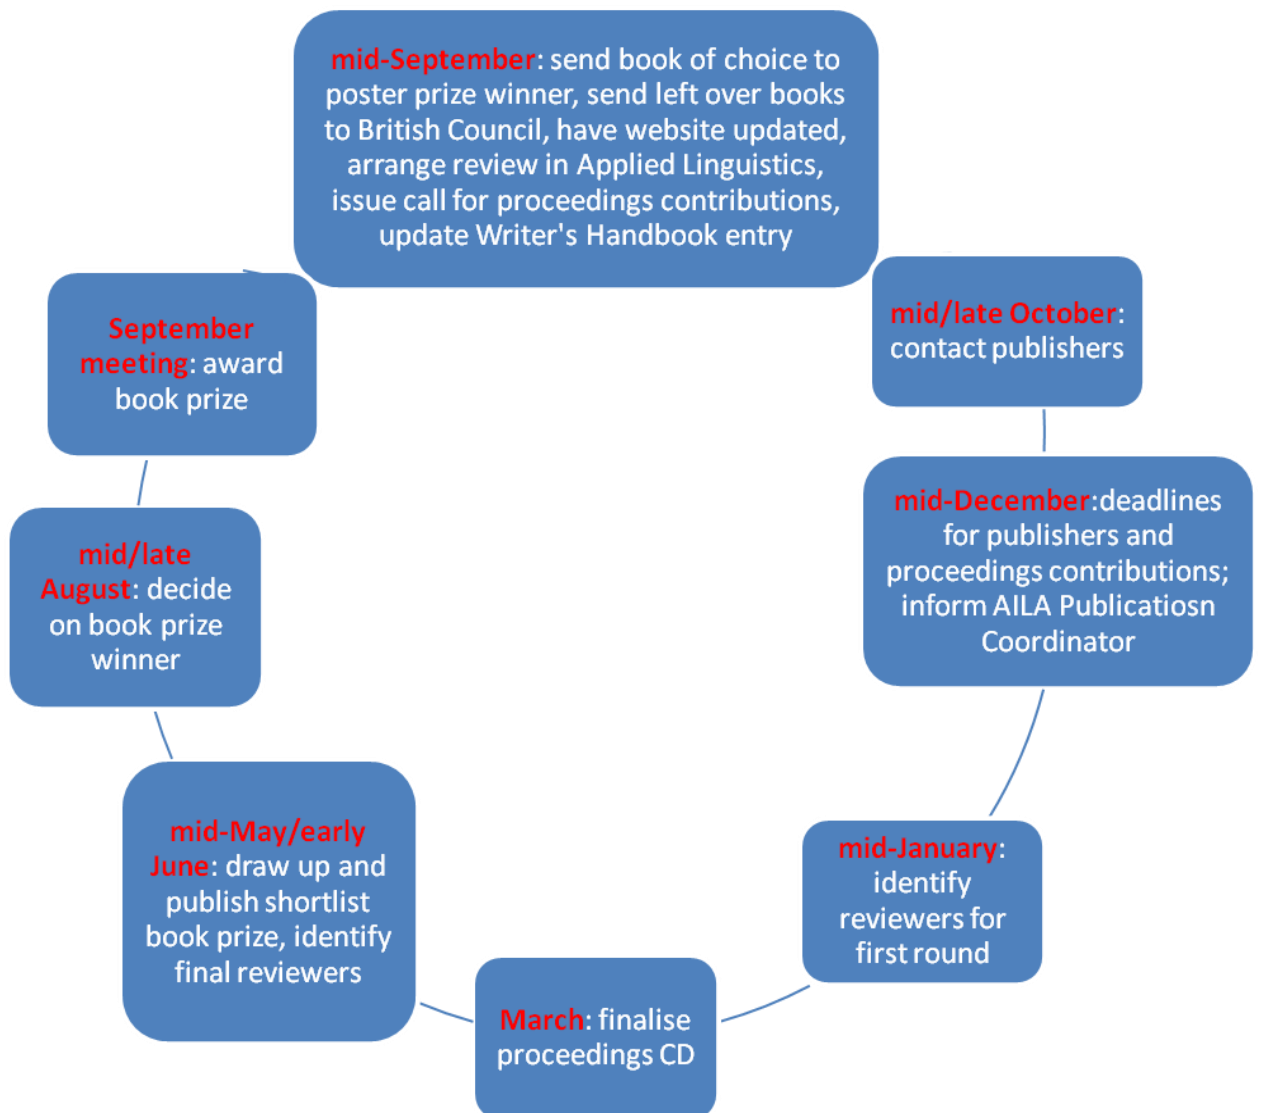 mid-September: send book of choice to
poster prize winner, send left over books
to British Council, have website updated,
arrange review in Applied Linguistics,
issue call for proceedings contributions,
update Writer's Handbook entry
mid/late October:
contact publishers
mid-December:deadlines
for publishers and
proceedings contributions;
inform AILA Publicatiosn
Coordinator
mid-January:
identify
reviewers for
first round
March: finalise
proceedings CD
mid-May/early
June: draw up and
publish shortlist
book prize, identify
final reviewers
mid/late
August: decide
on book prize
winner
September
meeting: award
book prize